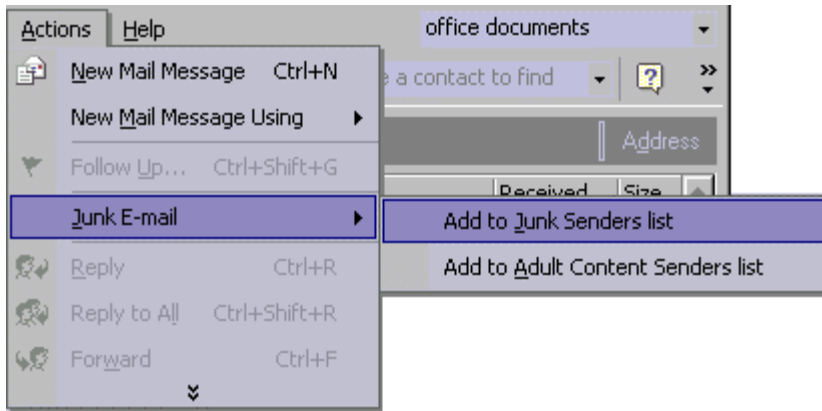 Actions Help office documents
New Mail Message Ctrl+N a contact to find
New Mail Message Using
Address
Follow Up... Ctrl+Shift+G
Received Size
Junk E-mail Add to Junk Senders list
Add to Adult Content Senders list
Reply Ctrl+R
Reply to All Ctrl+Shift+R
Forward Ctrl+F